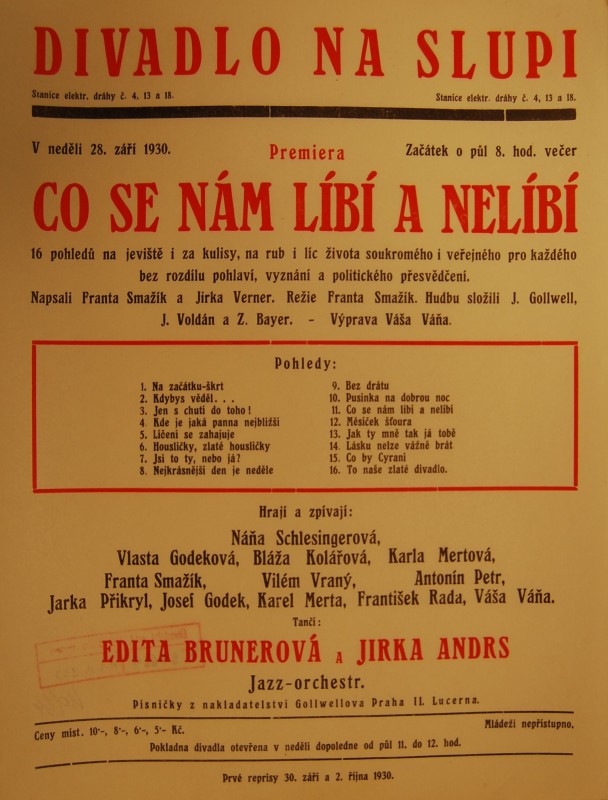 DIVADLO NA SLUPI
Stanice elektr. dráhy č. 4, 13 a 18. Stanice elektr. dráhy č. 4, 13 a 18.
V neděli 28. září 1930. Premiera Začátek o půl 8. hod. večer
CO SE NÁM LÍBÍ A NELÍBÍ
16 pohledů na jeviště i za kulisy, na rub i líc života soukromého i veřejného pro každého
bez rozdílu pohlaví, vyznání a politického přesvědčení.
Napsali Franta Smažík a Jirka Verner. Režie Franta Smažík. Hudbu složili J. Gollwell,
J. Voldán a Z. Bayer. - Výprava Váša Váňa.
Pohledy:
1. Na začátku-škrt
2. Kdybys věděl. . .
3. Jen s chutí do toho!
4. Kde je jaká panna nejbližší
5. Líčení se zahajuje
6. Housličky, zlaté housličky
7. Jsi to ty, nebo já?
8. Nejkrásnější den je neděle
9. Bez drátu
10. Pusinka na dobrou noc
11. Co se nám líbí a nelíbí
12. Měsíček šťoura
13. Jak ty mně tak já tobě
14. Lásku nelze vážně brát
15. Co by Cyrani
16. To naše zlaté divadlo.
Hrají a zpívají:
Náňa Schlesingerová,
Vlasta Godeková, Bláža Kolářová, Karla Mertová,
Franta Smažík, Vilém Vraný, Antonín Petr,
Jarka Přikryl, Josef Godek, Karel Merta, František Rada, Váša Váňa.
Tančí:
EDITA BRUNEROVÁ A JIRKA ANDRS
Jazz-orchestr.
Písničky z nakladatelství Gollwellova Praha II. Lucerna.
Ceny míst. 10'-, 8'-, 6'-, 5'- Kč. Mládeži nepřístupno.
Pokladna divadla otevřena v neděli dopoledne od půl 11. do 12. hod.
Prvé reprisy 30. září a 2. října 1930.